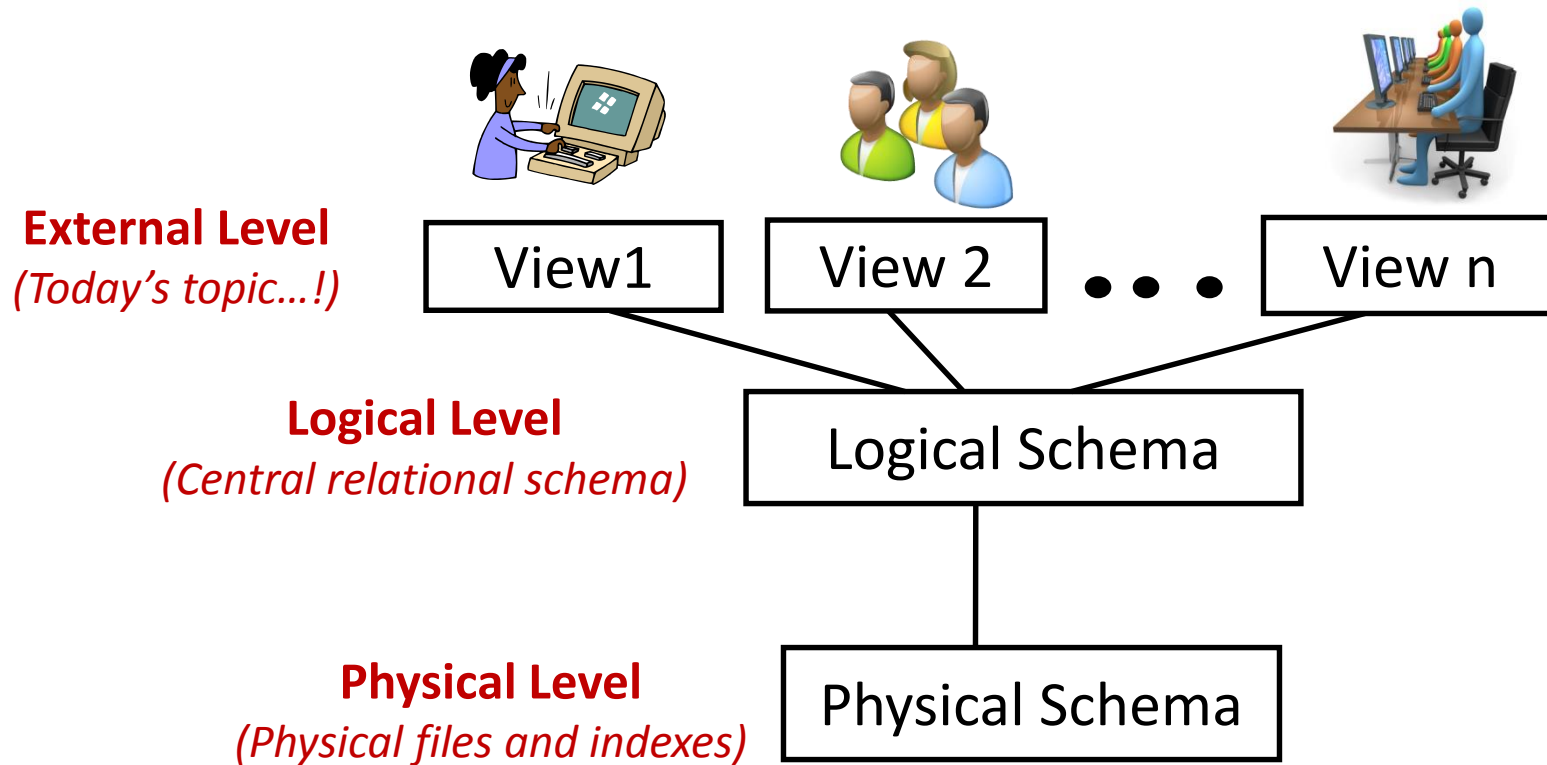 External Level
(Today’s topic…!)
View1
View 2
View n
Logical Level
(Central relational schema)
Logical Schema
Physical Level
(Physical files and indexes)
Physical Schema